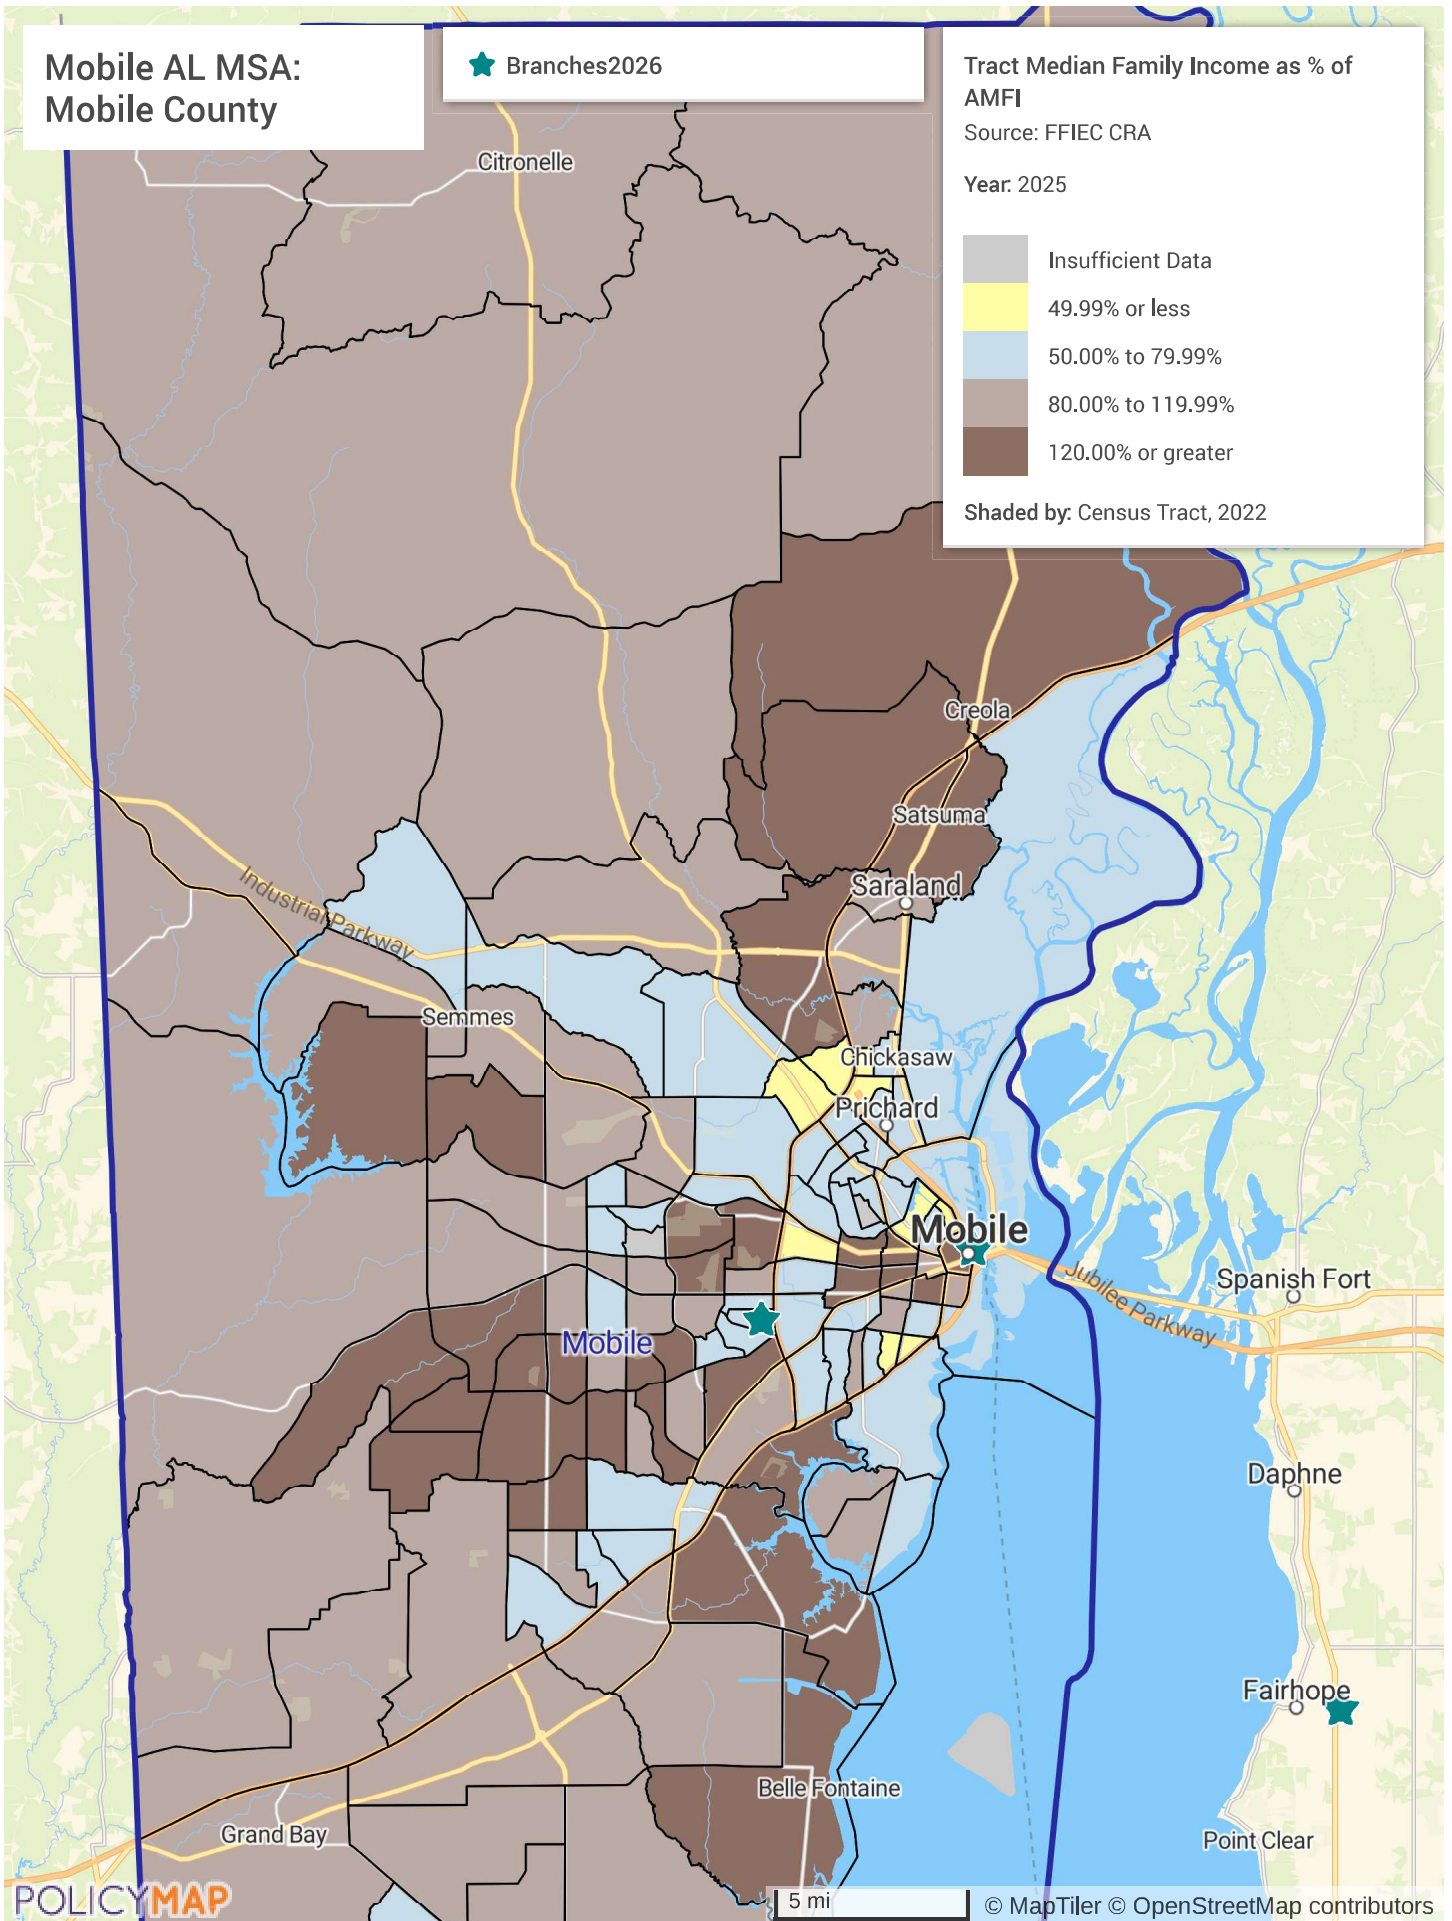 Mobile AL MSA:
Mobile County
Branches2026
Tract Median Family Income as % of
AMFI
Source: FFIEC CRA
Year: 2025
Insufficient Data
49.99% or less
50.00% to 79.99%
80.00% to 119.99%
120.00% or greater
Shaded by: Census Tract, 2022
Citronelle
Creola
Satsuma
Saraland
Industrial Parkway
Semmes
Chickasaw
Prichard
Mobile
Jubilee Parkway
Spanish Fort
Mobile
Daphne
Fairhope
Belle Fontaine
Grand Bay
Point Clear
POLICYMAP
5 mi
© MapTiler © OpenStreetMap contributors